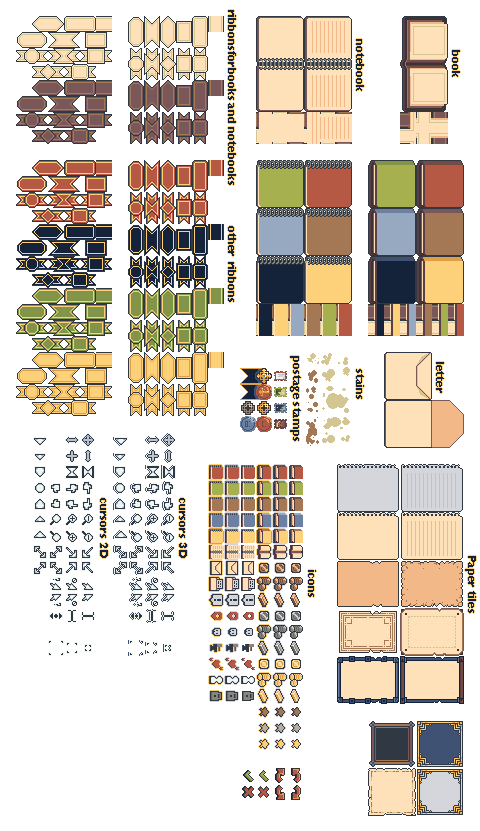 book
notebook
ribbonsforbooks and notebooks
other ribbons
letter
stains
postage stamps
Paper tiles
icons
cursors 3D
cursors 2D